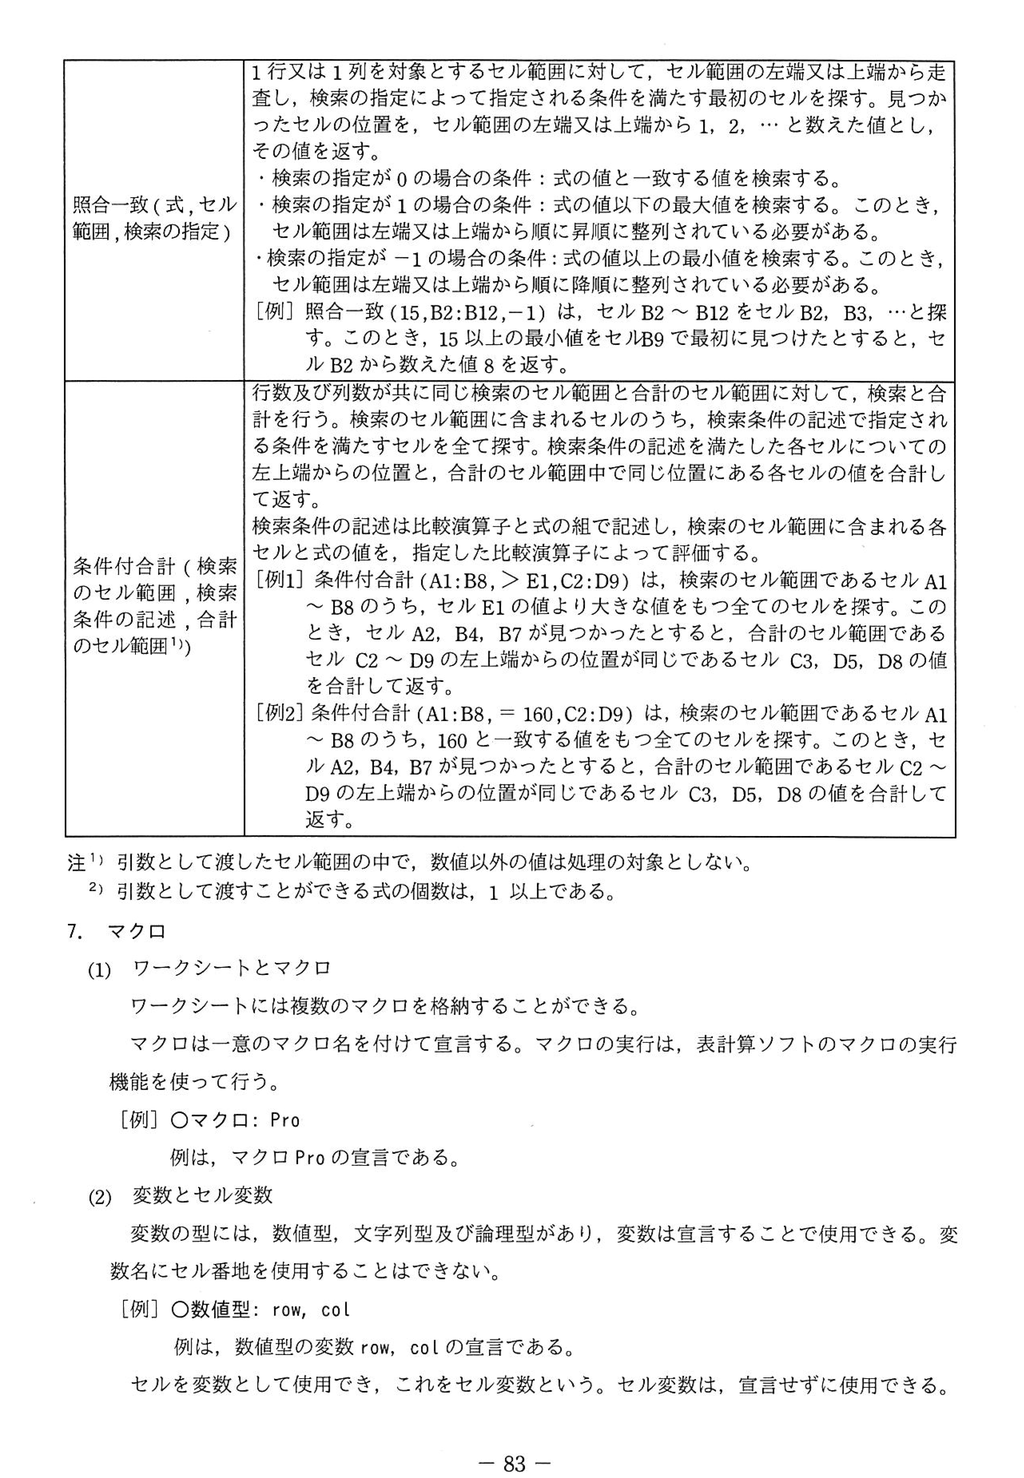 1 行又は 1 列を対象とするセル範囲に対して，セル範囲の左端又は上端から走
査し，検索の指定によって指定される条件を満たす最初のセルを探す。見つか
ったセルの位置を，セル範囲の左端又は上端から 1，2，… と数えた値とし，
その値を返す。
・検索の指定が 0 の場合の条件：式の値と一致する値を検索する。
照合一致 ( 式 , セル
範囲 , 検索の指定 )
・検索の指定が 1 の場合の条件：式の値以下の最大値を検索する。このとき，
セル範囲は左端又は上端から順に昇順に整列されている必要がある。
・検索の指定が －1 の場合の条件：式の値以上の最小値を検索する。このとき，
セル範囲は左端又は上端から順に降順に整列されている必要がある。
［例］照合一致 (15,B2:B12,−1) は，セル B2 ～ B12 をセル B2，B3，…と探
す。このとき，15 以上の最小値をセルB9 で最初に見つけたとすると，セ
ル B2 から数えた値 8 を返す。
条件付合計 ( 検索
のセル範囲 , 検索
条件の記述 , 合計
のセル範囲¹⁾)
行数及び列数が共に同じ検索のセル範囲と合計のセル範囲に対して，検索と合
計を行う。検索のセル範囲に含まれるセルのうち，検索条件の記述で指定され
る条件を満たすセルを全て探す。検索条件の記述を満たした各セルについての
左上端からの位置と，合計のセル範囲中で同じ位置にある各セルの値を合計し
て返す。
検索条件の記述は比較演算子と式の組で記述し，検索のセル範囲に含まれる各
セルと式の値を，指定した比較演算子によって評価する。
［例1］条件付合計 (A1:B8, ＞ E1,C2:D9) は，検索のセル範囲であるセル A1
～ B8 のうち，セル E1 の値より大きな値をもつ全てのセルを探す。この
とき，セル A2，B4，B7 が見つかったとすると，合計のセル範囲である
セル C2 ～ D9 の左上端からの位置が同じであるセル C3，D5，D8 の値
を合計して返す。
［例2］条件付合計 (A1:B8, ＝ 160,C2:D9) は，検索のセル範囲であるセル A1
～ B8 のうち，160 と一致する値をもつ全てのセルを探す。このとき，セ
ル A2，B4，B7 が見つかったとすると，合計のセル範囲であるセル C2 ～
D9 の左上端からの位置が同じであるセル C3，D5，D8 の値を合計して
返す。
注¹⁾ 引数として渡したセル範囲の中で，数値以外の値は処理の対象としない。
²⁾ 引数として渡すことができる式の個数は，1 以上である。
7． マクロ
(1) ワークシートとマクロ
ワークシートには複数のマクロを格納することができる。
マクロは一意のマクロ名を付けて宣言する。マクロの実行は，表計算ソフトのマクロの実行
機能を使って行う。
［例］○マクロ: Pro
例は，マクロ Pro の宣言である。
(2) 変数とセル変数
変数の型には，数値型，文字列型及び論理型があり，変数は宣言することで使用できる。変
数名にセル番地を使用することはできない。
［例］○数値型: row, col
例は，数値型の変数 row，col の宣言である。
セルを変数として使用でき，これをセル変数という。セル変数は，宣言せずに使用できる。
－ 83 －